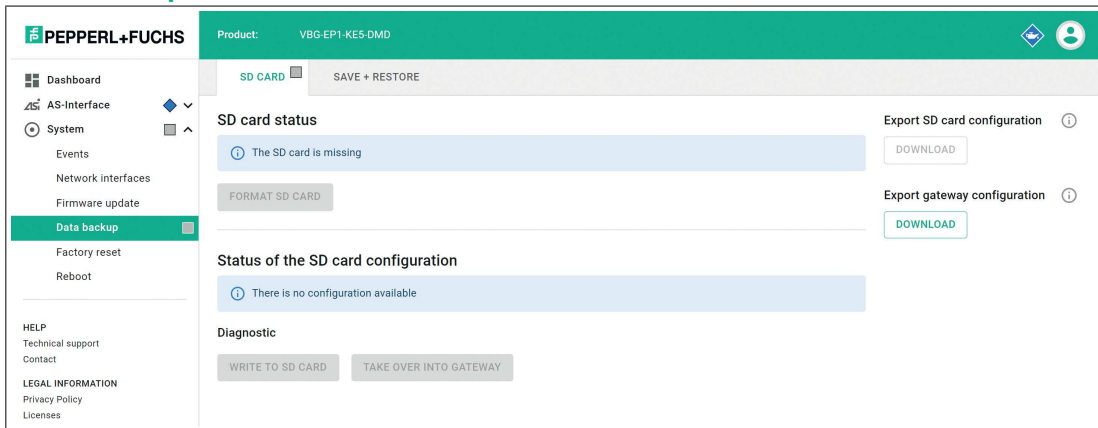 PEPPERL+FUCHS
Product: VBG-EP1-KE5-DMD
Dashboard
AS-Interface
System
Events
Network interfaces
Firmware update
Data backup
Factory reset
Reboot
HELP
Technical support
Contact
LEGAL INFORMATION
Privacy Policy
Licenses
SD CARD
SAVE + RESTORE
SD card status
The SD card is missing
FORMAT SD CARD
Status of the SD card configuration
There is no configuration available
Diagnostic
WRITE TO SD CARD
TAKE OVER INTO GATEWAY
Export SD card configuration
DOWNLOAD
Export gateway configuration
DOWNLOAD